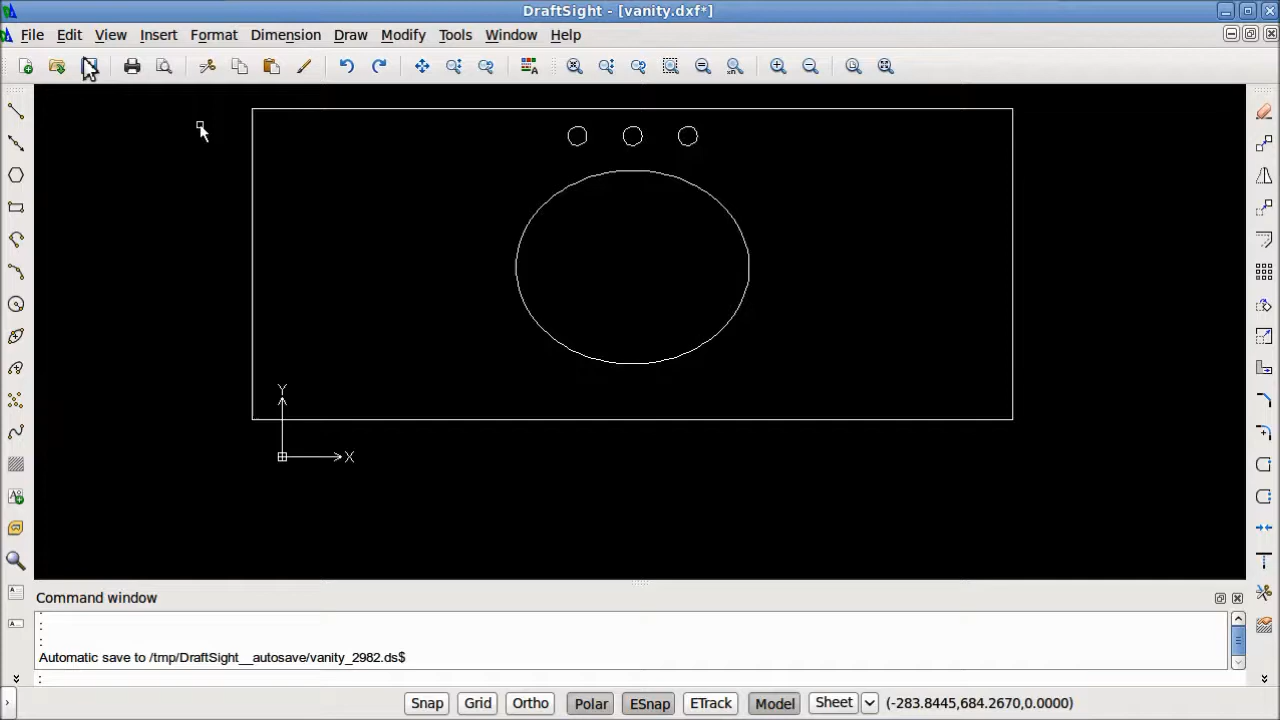 DraftSight - [vanity.dxf*]
File Edit View Insert Format Dimension Draw Modify Tools Window Help
Y
X
Command window
:
:
:
Automatic save to /tmp/DraftSight__autosave/vanity_2982.ds$
:
Snap Grid Ortho Polar ESnap ETrack Model Sheet (-283.8445,684.2670,0.0000)